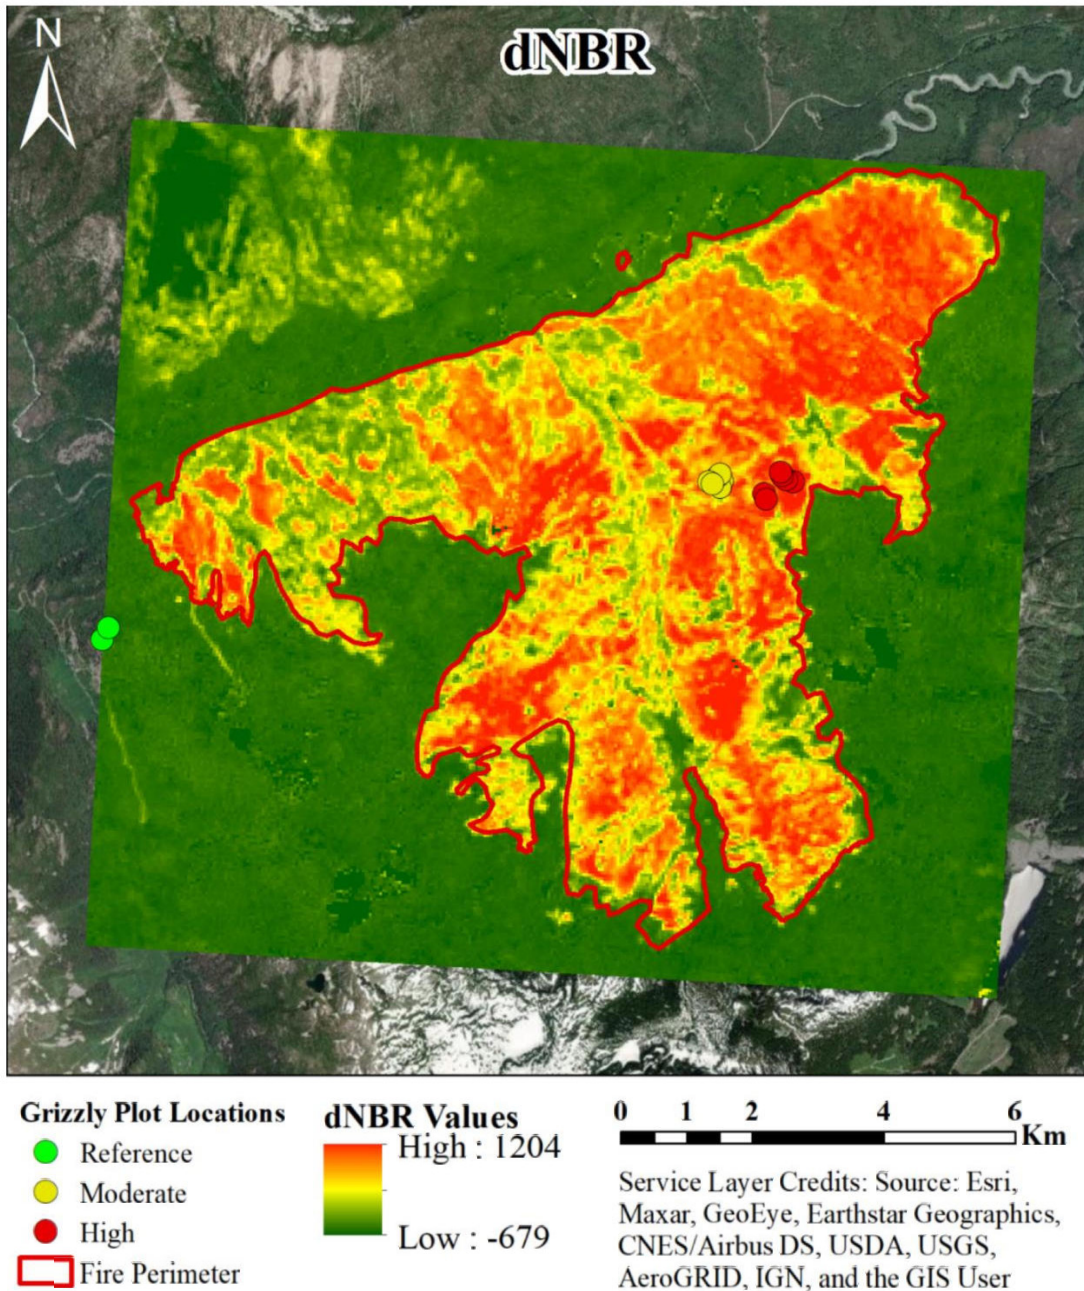 N
dNBR
Grizzly Plot Locations
Reference
Moderate
High
Fire Perimeter
dNBR Values
High : 1204
Low : -679
0 1 2 4 6
Km
Service Layer Credits: Source: Esri,
Maxar, GeoEye, Earthstar Geographics,
CNES/Airbus DS, USDA, USGS,
AeroGRID, IGN, and the GIS User